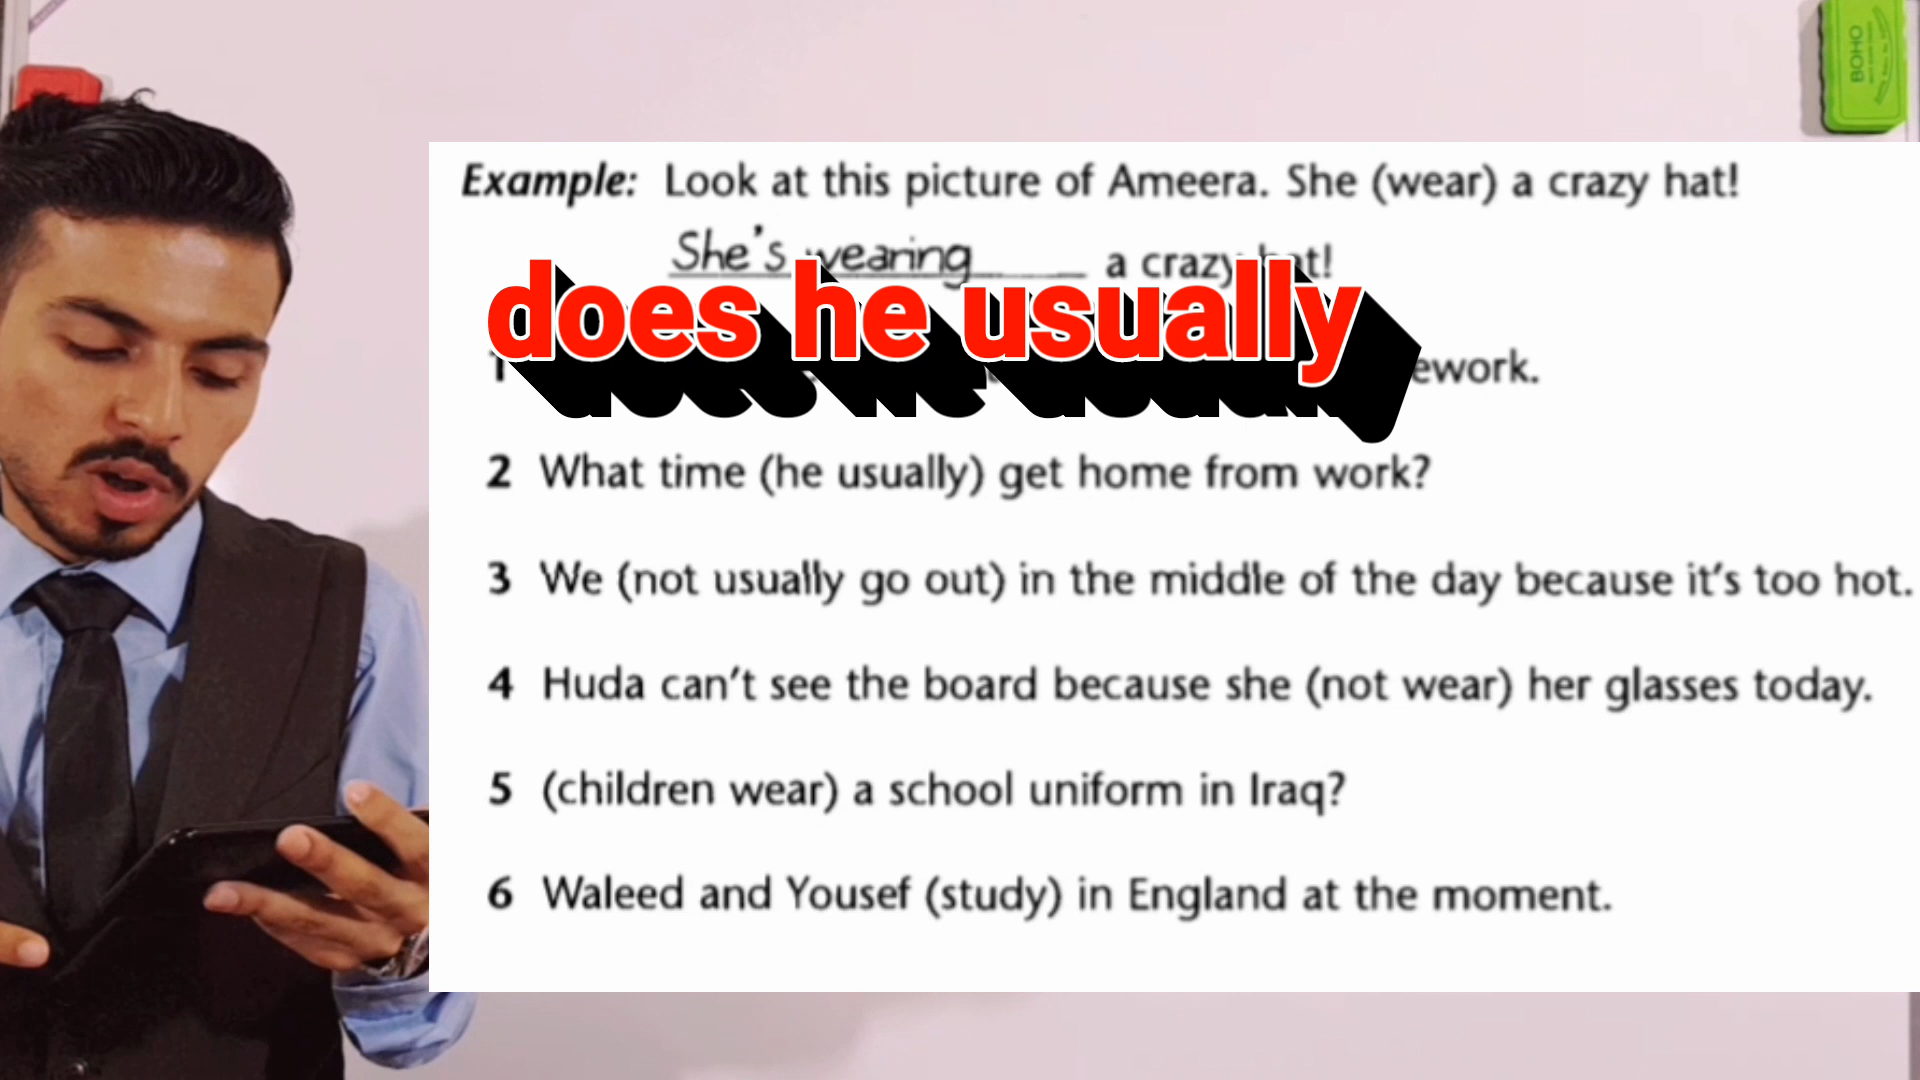 BOHO
Example: Look at this picture of Ameera. She (wear) a crazy hat!
She's wearing a crazy hat!
does he usually
ework.
2 What time (he usually) get home from work?
3 We (not usually go out) in the middle of the day because it's too hot.
4 Huda can't see the board because she (not wear) her glasses today.
5 (children wear) a school uniform in Iraq?
6 Waleed and Yousef (study) in England at the moment.